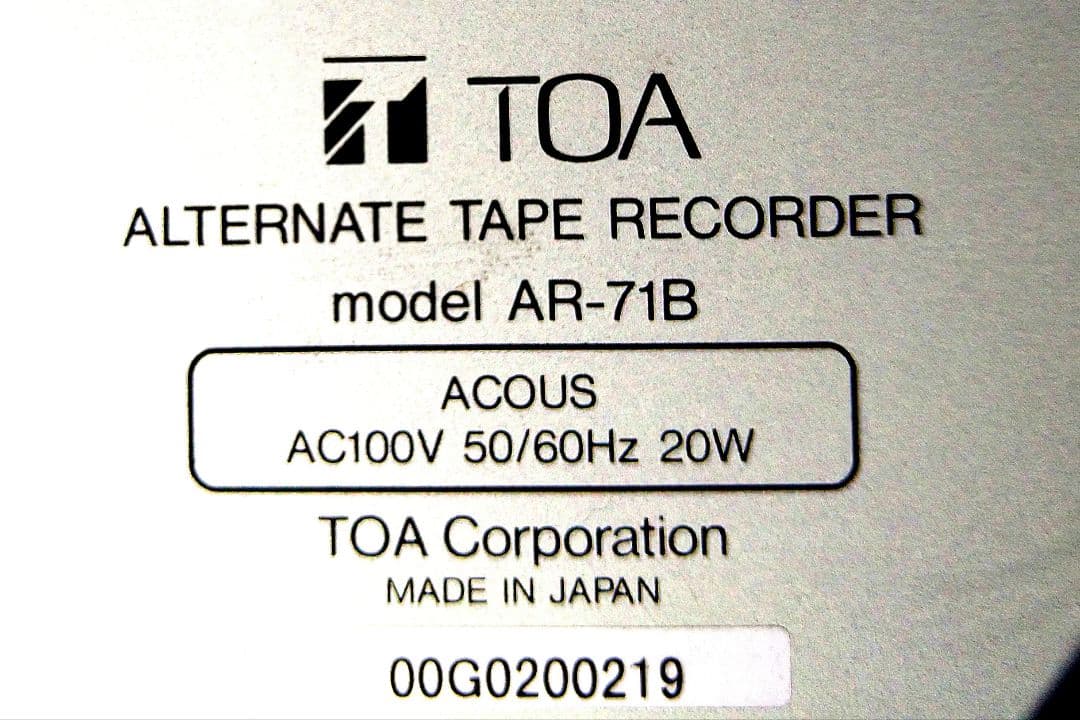 TOA
ALTERNATE TAPE RECORDER
model AR-71B
ACOUS
AC100V 50/60Hz 20W
TOA Corporation
MADE IN JAPAN
00G0200219